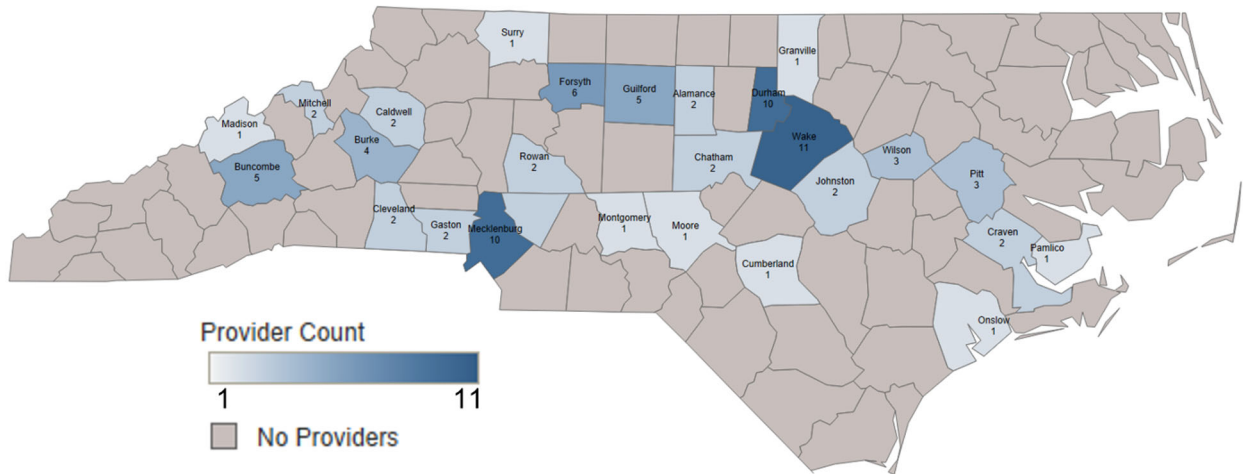 Surry
1
Granville
1
Forsyth
6
Guilford
5
Alamance
2
Durham
10
Mitchell
2
Caldwell
2
Madison
1
Burke
4
Wake
11
Buncombe
5
Rowan
2
Chatham
2
Wilson
3
Pitt
3
Johnston
2
Cleveland
2
Gaston
2
Mecklenburg
10
Montgomery
1
Moore
1
Craven
2
Pamlico
1
Cumberland
1
Onslow
1
Provider Count
1 11
No Providers